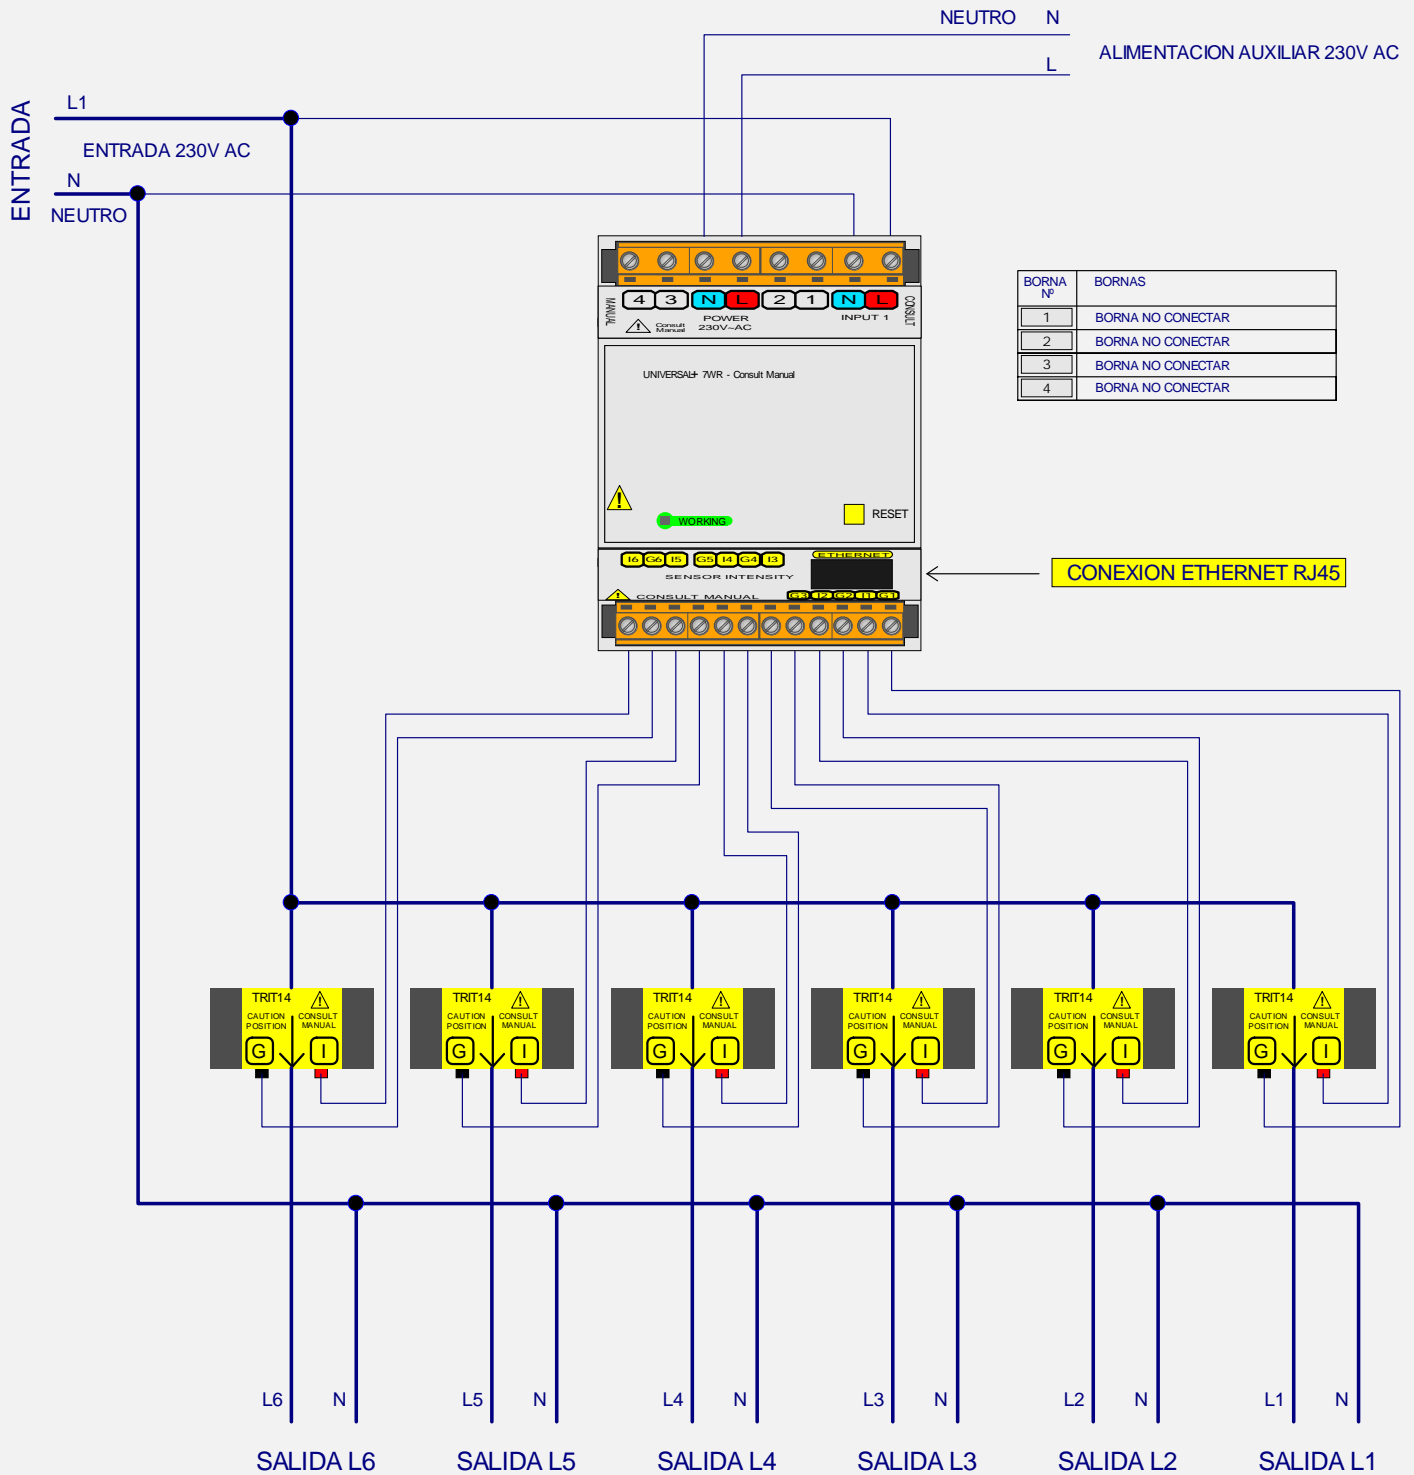 NEUTRO N
ALIMENTACION AUXILIAR 230V AC
L
ENTRADA
L1
ENTRADA 230V AC
N
NEUTRO
4 3 N L 2 1 N L
MANUAL
Consult
Manual
POWER
230V~AC
INPUT 1
CONSULT
UNIVERSAL+ 7WR - Consult Manual
WORKING
RESET
I6 G6 I5 G5 I4 G4 I3
ETHERNET
SENSOR INTENSITY
CONSULT MANUAL
G3 I2 G2 I1 G1
BORNA Nº BORNAS
1 BORNA NO CONECTAR
2 BORNA NO CONECTAR
3 BORNA NO CONECTAR
4 BORNA NO CONECTAR
CONEXION ETHERNET RJ45
TRIT14
CAUTION POSITION
CONSULT MANUAL
G I
TRIT14
CAUTION POSITION
CONSULT MANUAL
G I
TRIT14
CAUTION POSITION
CONSULT MANUAL
G I
TRIT14
CAUTION POSITION
CONSULT MANUAL
G I
TRIT14
CAUTION POSITION
CONSULT MANUAL
G I
TRIT14
CAUTION POSITION
CONSULT MANUAL
G I
L6 N L5 N L4 N L3 N L2 N L1 N
SALIDA L6 SALIDA L5 SALIDA L4 SALIDA L3 SALIDA L2 SALIDA L1